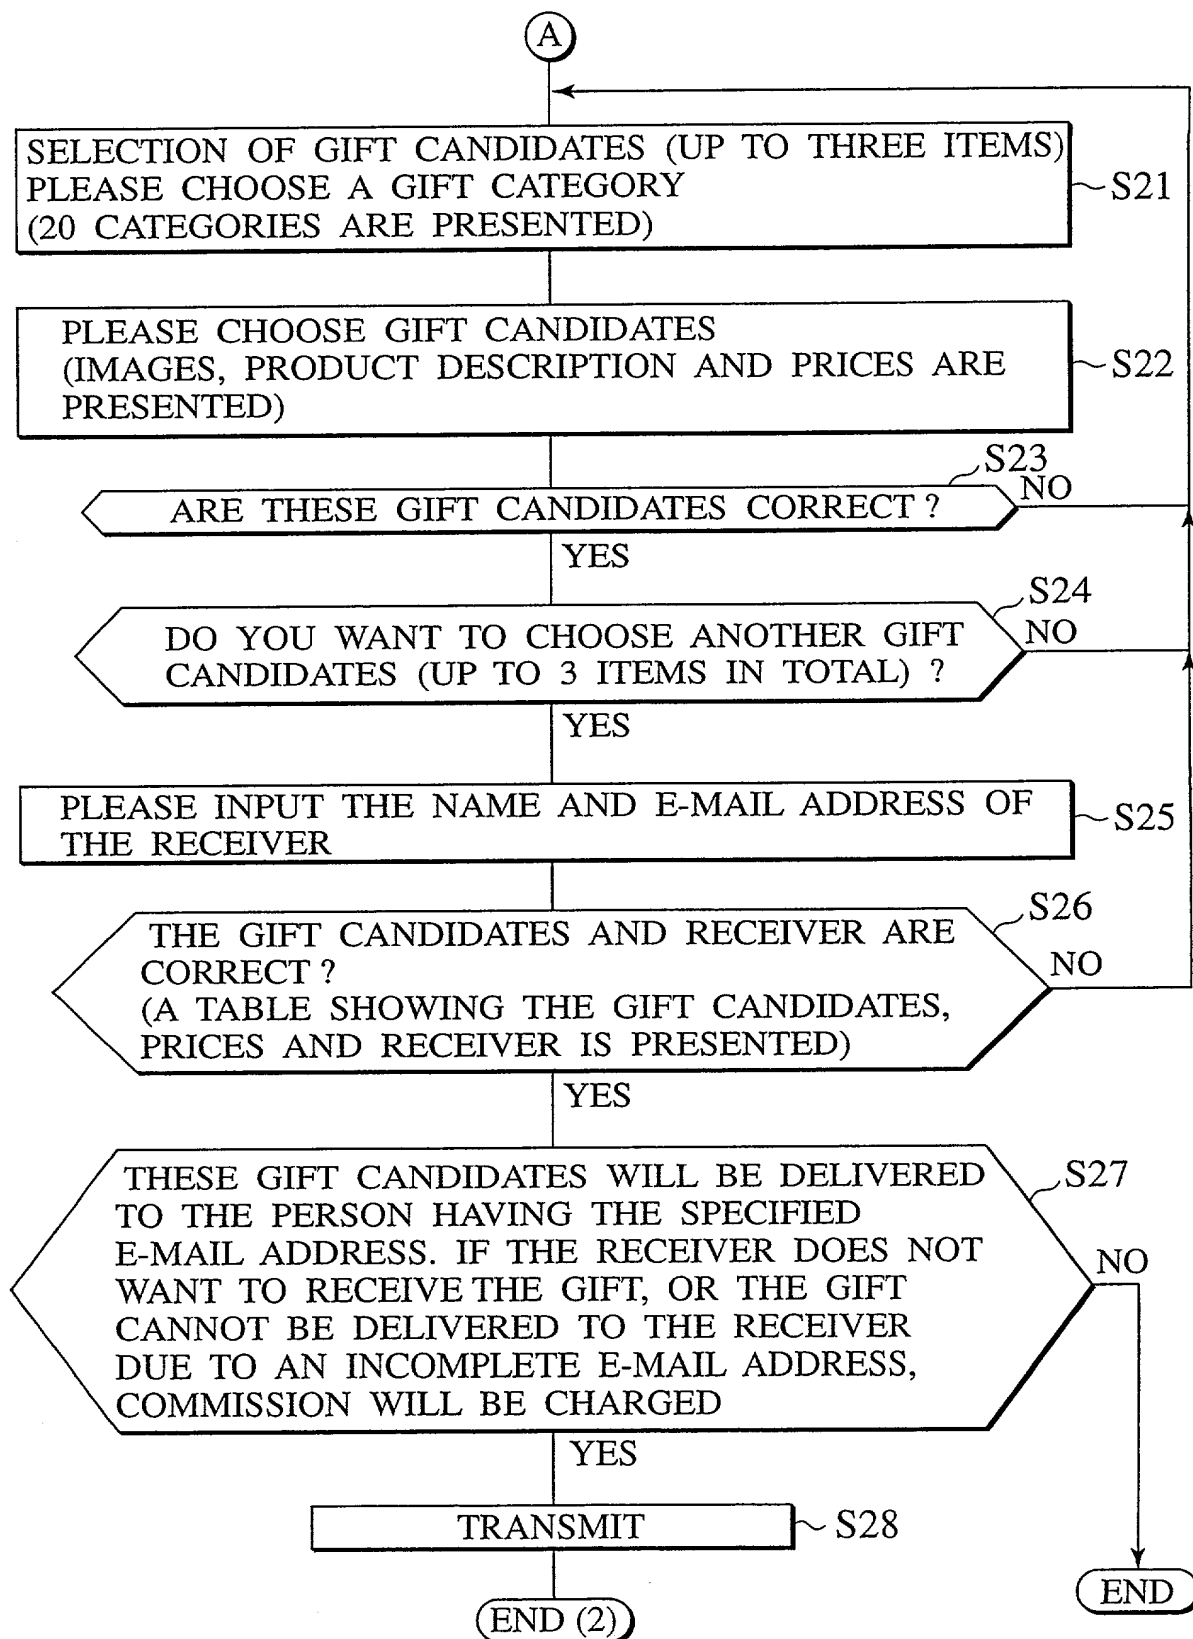 A
SELECTION OF GIFT CANDIDATES (UP TO THREE ITEMS)
PLEASE CHOOSE A GIFT CATEGORY
(20 CATEGORIES ARE PRESENTED)
S21
PLEASE CHOOSE GIFT CANDIDATES
(IMAGES, PRODUCT DESCRIPTION AND PRICES ARE
PRESENTED)
S22
S23
ARE THESE GIFT CANDIDATES CORRECT ?
NO
YES
S24
DO YOU WANT TO CHOOSE ANOTHER GIFT
CANDIDATES (UP TO 3 ITEMS IN TOTAL) ?
NO
YES
PLEASE INPUT THE NAME AND E-MAIL ADDRESS OF
THE RECEIVER
S25
S26
THE GIFT CANDIDATES AND RECEIVER ARE
CORRECT ?
(A TABLE SHOWING THE GIFT CANDIDATES,
PRICES AND RECEIVER IS PRESENTED)
NO
YES
S27
THESE GIFT CANDIDATES WILL BE DELIVERED
TO THE PERSON HAVING THE SPECIFIED
E-MAIL ADDRESS. IF THE RECEIVER DOES NOT
WANT TO RECEIVE THE GIFT, OR THE GIFT
CANNOT BE DELIVERED TO THE RECEIVER
DUE TO AN INCOMPLETE E-MAIL ADDRESS,
COMMISSION WILL BE CHARGED
NO
YES
TRANSMIT
S28
END
END (2)